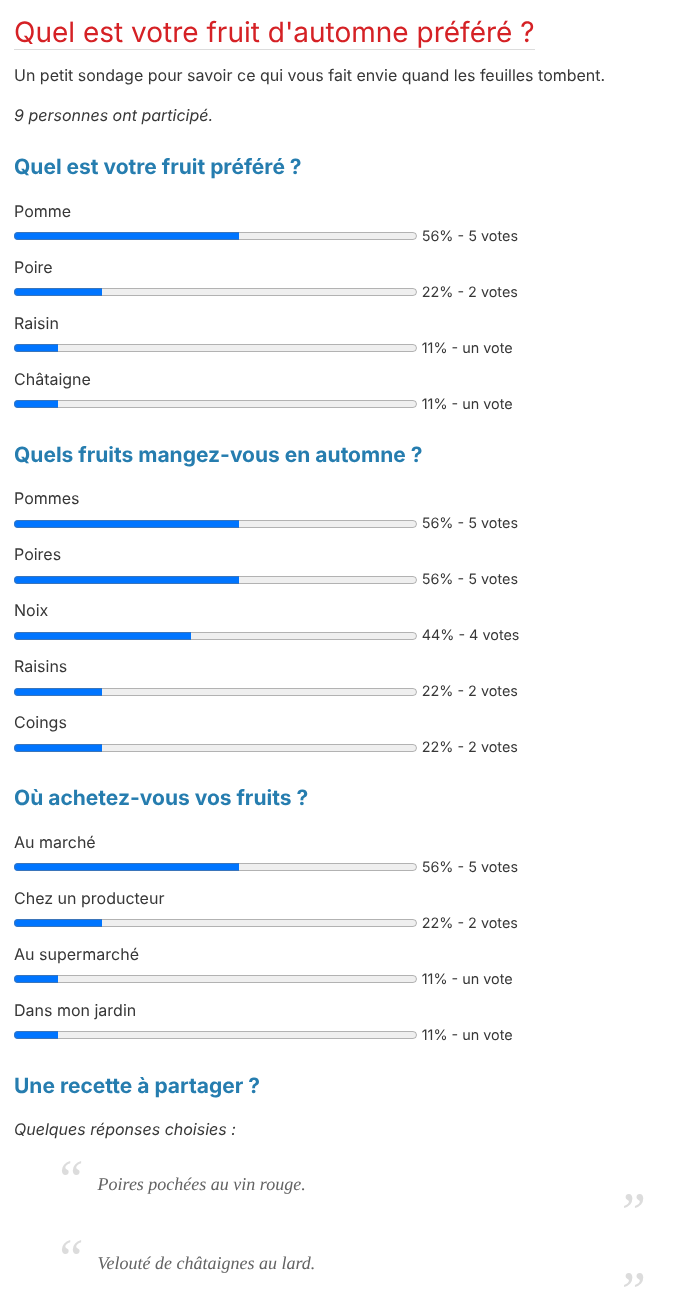 Quel est votre fruit d'automne préféré ?
Un petit sondage pour savoir ce qui vous fait envie quand les feuilles tombent.
9 personnes ont participé.
Quel est votre fruit préféré ?
Pomme
56% - 5 votes
Poire
22% - 2 votes
Raisin
11% - un vote
Châtaigne
11% - un vote
Quels fruits mangez-vous en automne ?
Pommes
56% - 5 votes
Poires
56% - 5 votes
Noix
44% - 4 votes
Raisins
22% - 2 votes
Coings
22% - 2 votes
Où achetez-vous vos fruits ?
Au marché
56% - 5 votes
Chez un producteur
22% - 2 votes
Au supermarché
11% - un vote
Dans mon jardin
11% - un vote
Une recette à partager ?
Quelques réponses choisies :
“ Poires pochées au vin rouge. ”
“ Velouté de châtaignes au lard. ”